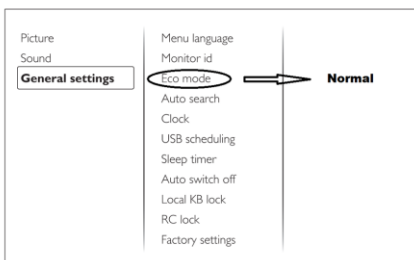 Picture
Sound
General settings
Menu language
Monitor id
Eco mode
Normal
Auto search
Clock
USB scheduling
Sleep timer
Auto switch off
Local KB lock
RC lock
Factory settings